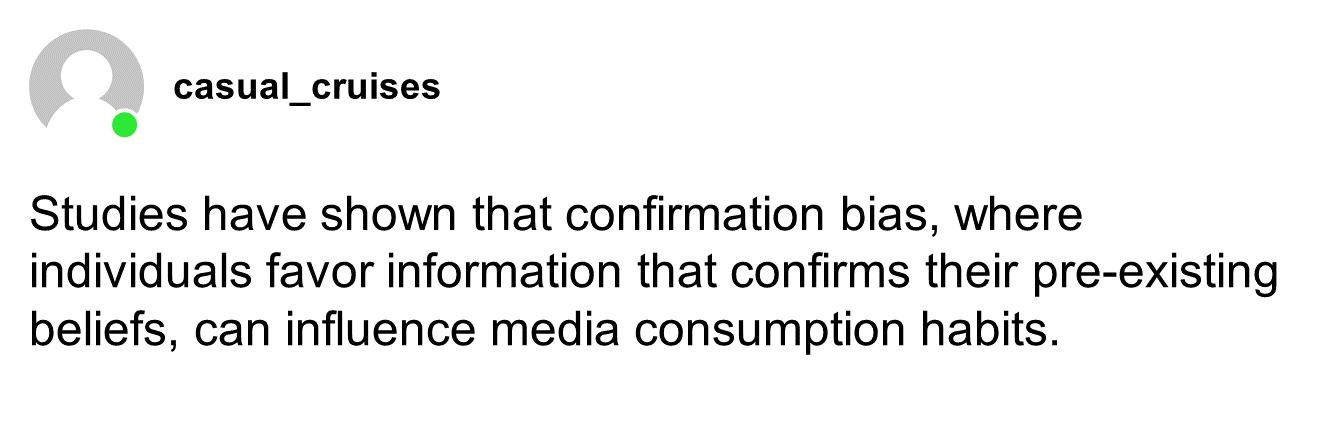 casual_cruises
Studies have shown that confirmation bias, where
individuals favor information that confirms their pre-existing
beliefs, can influence media consumption habits.